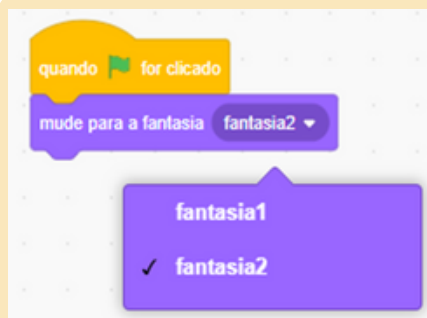 quando for clicado
mude para a fantasia fantasia2
fantasia1
✓ fantasia2